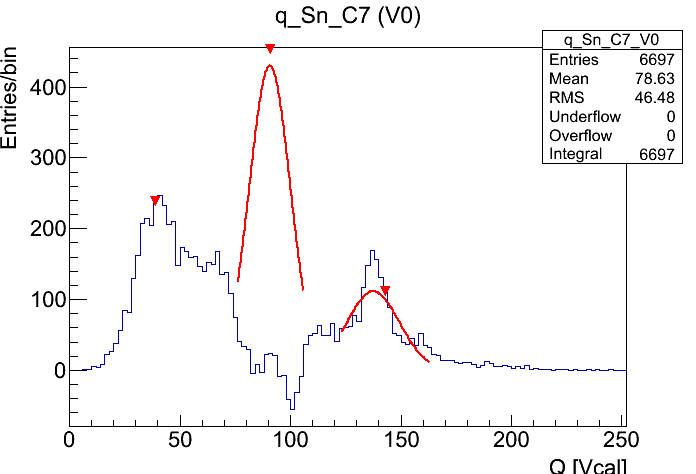 q_Sn_C7 (V0)
q_Sn_C7_V0
Entries 6697
Mean 78.63
RMS 46.48
Underflow 0
Overflow 0
Integral 6697
Entries/bin
400
300
200
100
0
0 50 100 150 200 250
Q [Vcal]